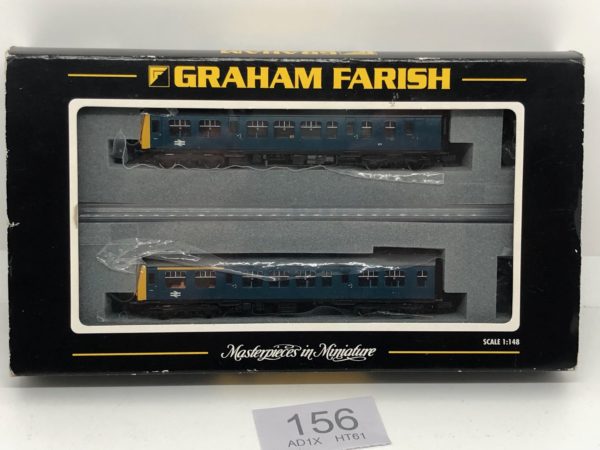 GRAHAM FARISH
Masterpieces in Miniature
SCALE 1:148
156
AD1X HT61